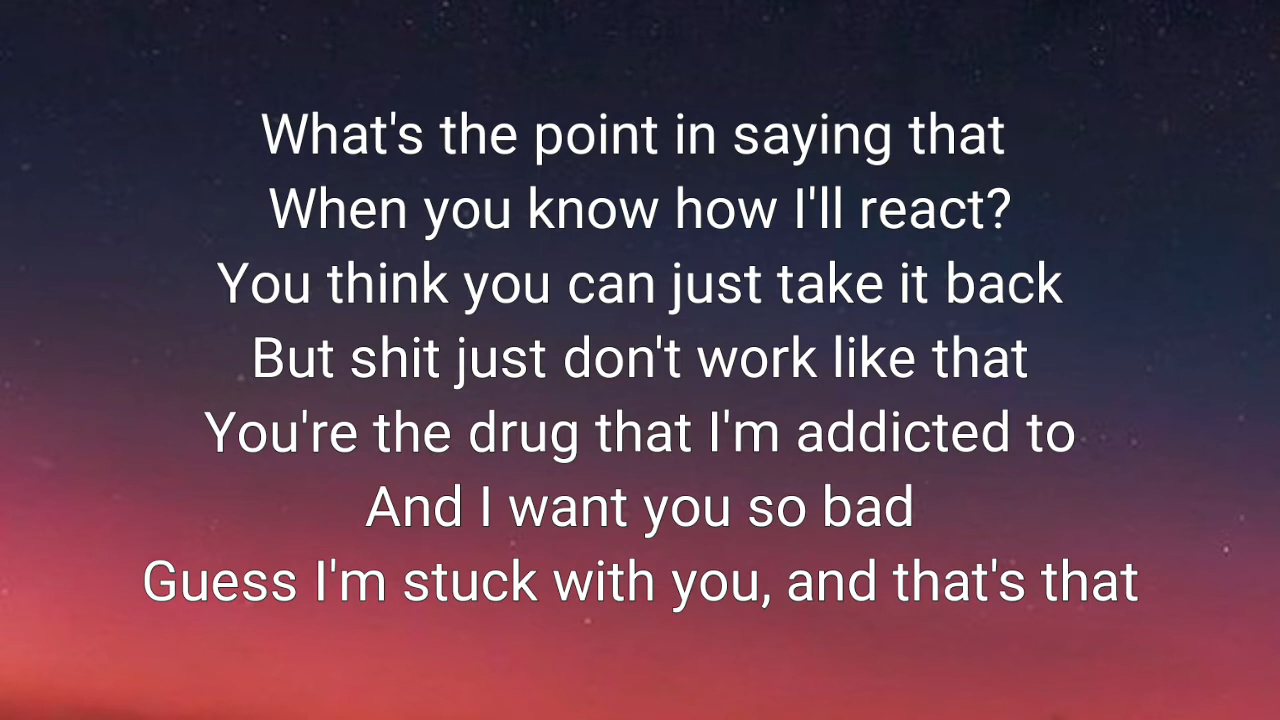 What's the point in saying that
When you know how I'll react?
You think you can just take it back
But shit just don't work like that
You're the drug that I'm addicted to
And I want you so bad
Guess I'm stuck with you, and that's that